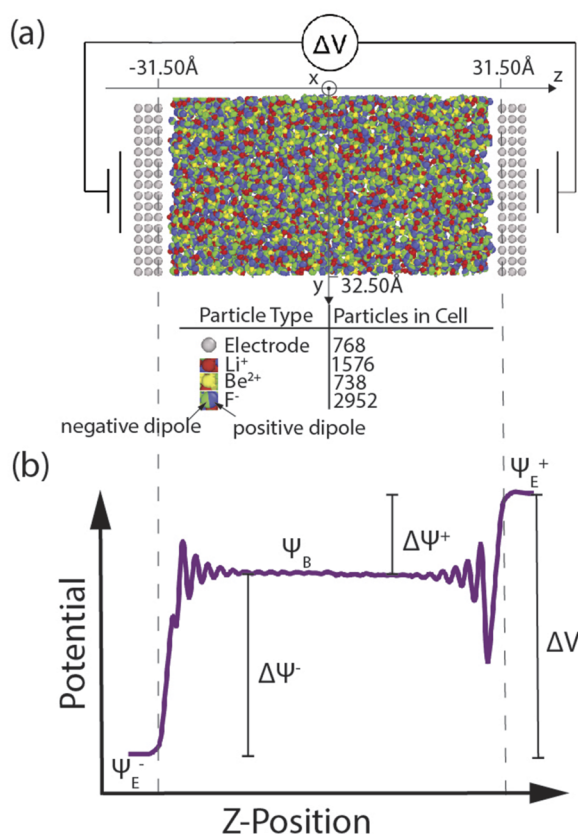 (a)
ΔV
-31.50Å
31.50Å
x
z
y
32.50Å
Particle Type Particles in Cell
Electrode 768
Li⁺ 1576
Be²⁺ 738
F⁻ 2952
negative dipole positive dipole
(b)
Ψ_E⁺
Ψ_B
ΔΨ⁺
ΔΨ⁻
ΔV
Potential
Ψ_E⁻
Z-Position